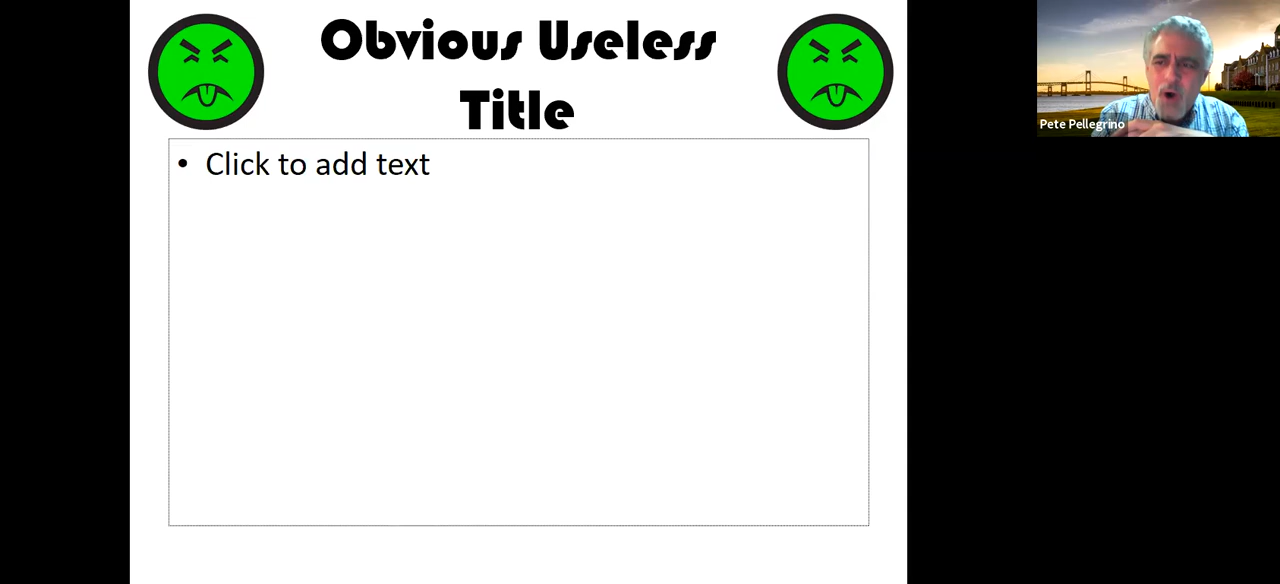 Obvious Useless
Title
• Click to add text
Pete Pellegrino